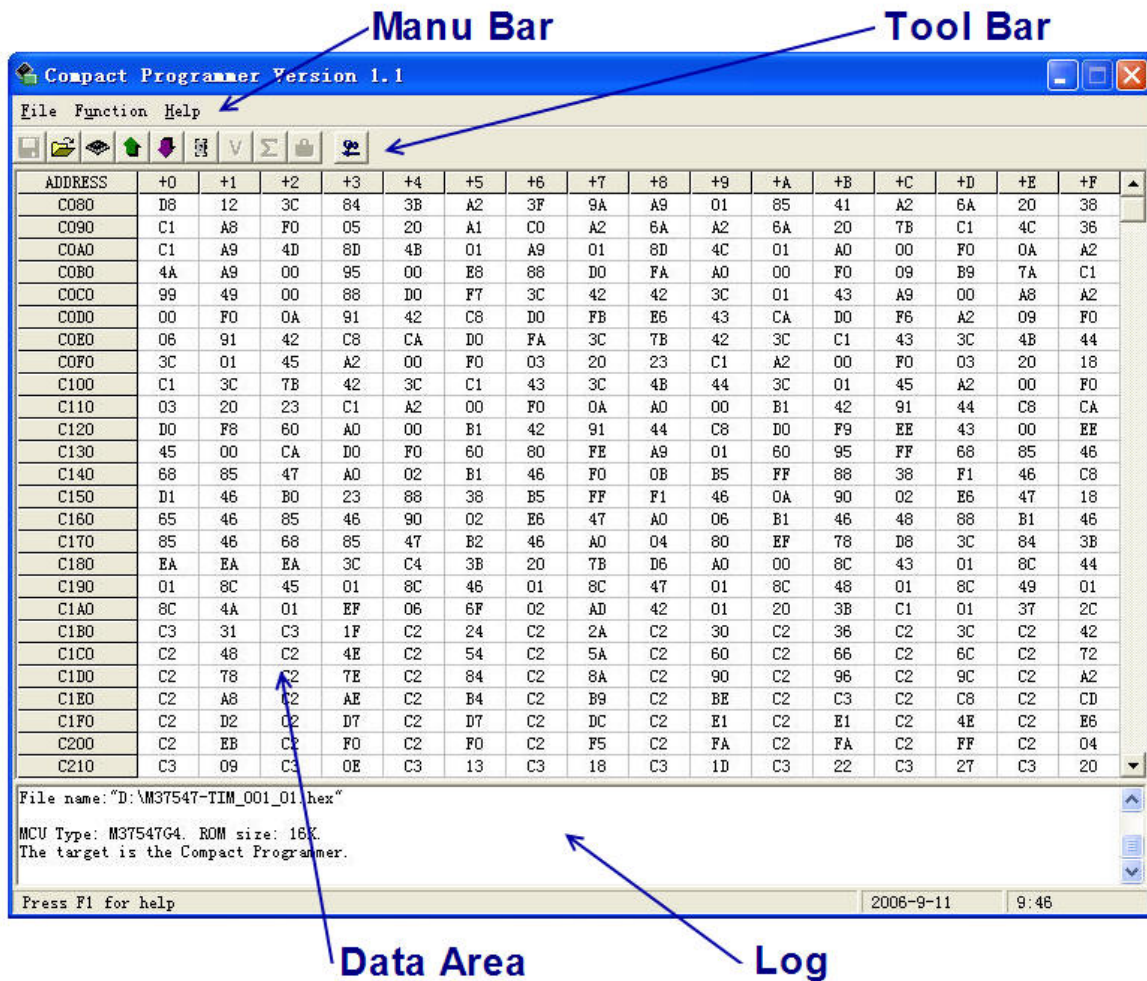 Manu Bar Tool Bar
Compact Programmer Version 1.1
File Function Help
V Σ
ADDRESS +0 +1 +2 +3 +4 +5 +6 +7 +8 +9 +A +B +C +D +E +F
C080 D8 12 3C 84 3B A2 3F 9A A9 01 85 41 A2 6A 20 38
C090 C1 A8 F0 05 20 A1 C0 A2 6A A2 6A 20 7B C1 4C 36
C0A0 C1 A9 4D 8D 4B 01 A9 01 8D 4C 01 A0 00 F0 0A A2
C0B0 4A A9 00 95 00 E8 88 D0 FA A0 00 F0 09 B9 7A C1
C0C0 99 49 00 88 D0 F7 3C 42 42 3C 01 43 A9 00 A8 A2
C0D0 00 F0 0A 91 42 C8 D0 FB E6 43 CA D0 F6 A2 09 F0
C0E0 06 91 42 C8 CA D0 FA 3C 7B 42 3C C1 43 3C 4B 44
C0F0 3C 01 45 A2 00 F0 03 20 23 C1 A2 00 F0 03 20 18
C100 C1 3C 7B 42 3C C1 43 3C 4B 44 3C 01 45 A2 00 F0
C110 03 20 23 C1 A2 00 F0 0A A0 00 B1 42 91 44 C8 CA
C120 D0 F8 60 A0 00 B1 42 91 44 C8 D0 F9 EE 43 00 EE
C130 45 00 CA D0 F0 60 80 FE A9 01 60 95 FF 68 85 46
C140 68 85 47 A0 02 B1 46 F0 0B B5 FF 88 38 F1 46 C8
C150 D1 46 B0 23 88 38 B5 FF F1 46 0A 90 02 E6 47 18
C160 65 46 85 46 90 02 E6 47 A0 06 B1 46 48 88 B1 46
C170 85 46 68 85 47 B2 46 A0 04 80 EF 78 D8 3C 84 3B
C180 EA EA EA 3C C4 3B 20 7B D6 A0 00 8C 43 01 8C 44
C190 01 8C 45 01 8C 46 01 8C 47 01 8C 48 01 8C 49 01
C1A0 8C 4A 01 EF 06 6F 02 AD 42 01 20 3B C1 01 37 2C
C1B0 C3 31 C3 1F C2 24 C2 2A C2 30 C2 36 C2 3C C2 42
C1C0 C2 48 C2 4E C2 54 C2 5A C2 60 C2 66 C2 6C C2 72
C1D0 C2 78 C2 7E C2 84 C2 8A C2 90 C2 96 C2 9C C2 A2
C1E0 C2 A8 C2 AE C2 B4 C2 B9 C2 BE C2 C3 C2 C8 C2 CD
C1F0 C2 D2 C2 D7 C2 D7 C2 DC C2 E1 C2 E1 C2 4E C2 E6
C200 C2 EB C2 F0 C2 F0 C2 F5 C2 FA C2 FA C2 FF C2 04
C210 C3 09 C3 0E C3 13 C3 18 C3 1D C3 22 C3 27 C3 20
File name:"D:\M37547-TIM_001_01.hex"
MCU Type: M37547G4. ROM size: 16K.
The target is the Compact Programmer.
Press F1 for help 2006-9-11 9:46
Data Area Log